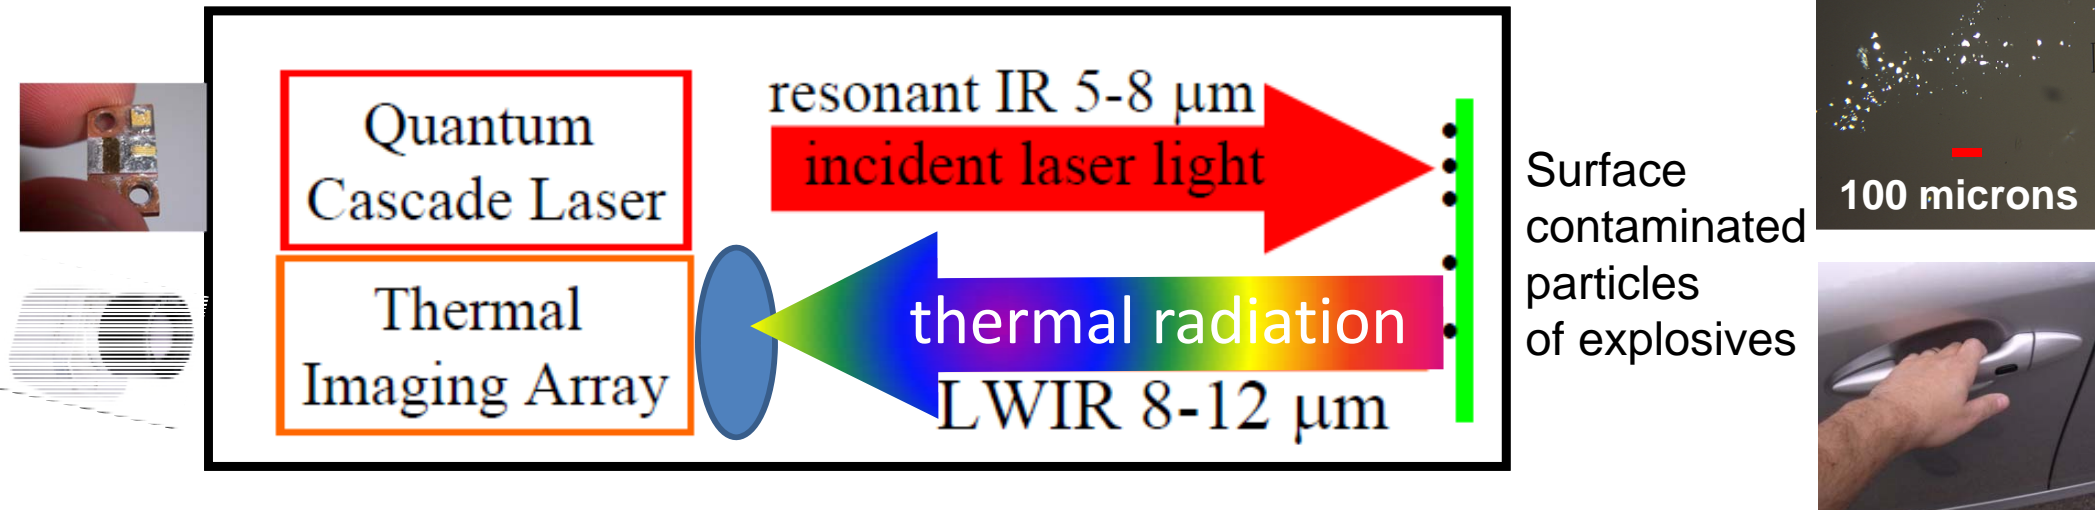 Quantum
Cascade Laser
resonant IR 5-8 μm
incident laser light
Thermal
Imaging Array
thermal radiation
LWIR 8-12 μm
Surface
contaminated
particles
of explosives
100 microns